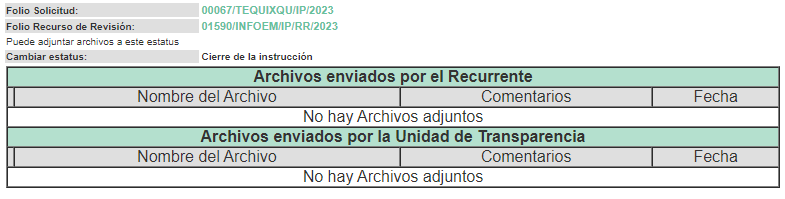 Folio Solicitud: 00067/TEQUIXQU/IP/2023
Folio Recurso de Revisión: 01590/INFOEM/IP/RR/2023
Puede adjuntar archivos a este estatus
Cambiar estatus: Cierre de la instrucción
Archivos enviados por el Recurrente
Nombre del Archivo Comentarios Fecha
No hay Archivos adjuntos
Archivos enviados por la Unidad de Transparencia
Nombre del Archivo Comentarios Fecha
No hay Archivos adjuntos